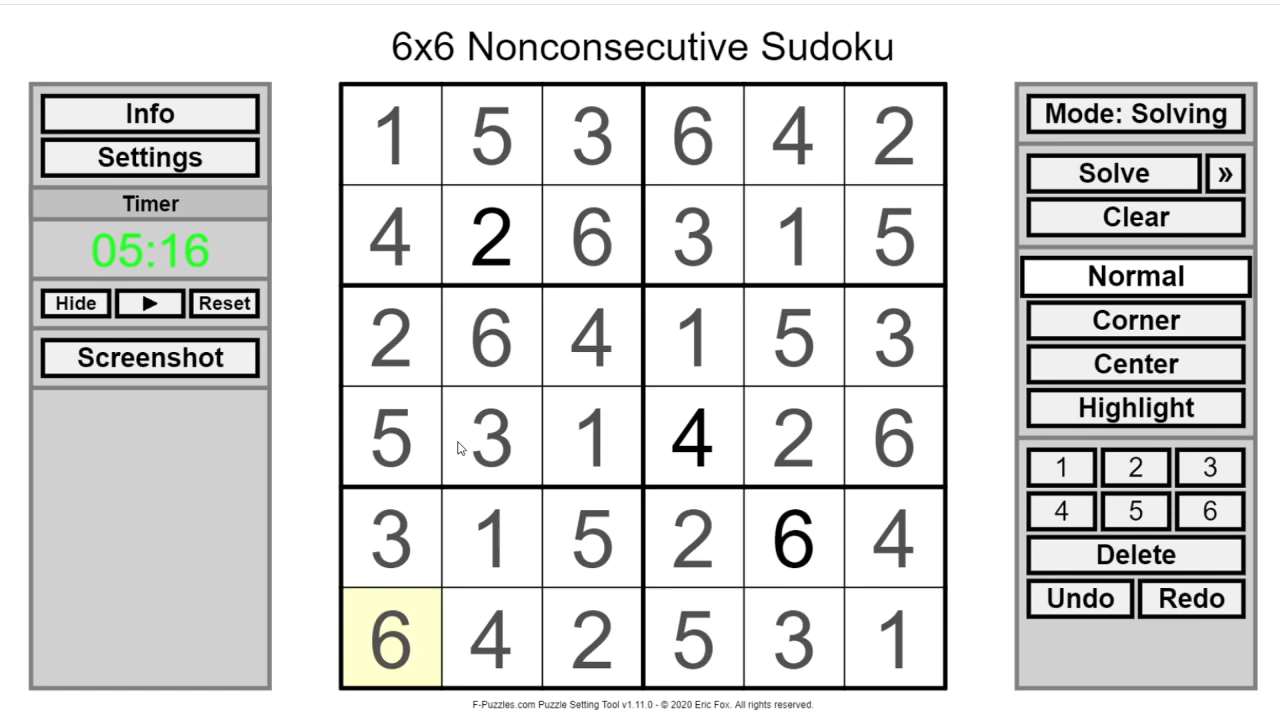 6x6 Nonconsecutive Sudoku
Info
Settings
Timer
05:16
Hide ▶ Reset
Screenshot
1 5 3 6 4 2
4 2 6 3 1 5
2 6 4 1 5 3
5 3 1 4 2 6
3 1 5 2 6 4
6 4 2 5 3 1
Mode: Solving
Solve »
Clear
Normal
Corner
Center
Highlight
1 2 3
4 5 6
Delete
Undo Redo
F-Puzzles.com Puzzle Setting Tool v1.11.0 - © 2020 Eric Fox. All rights reserved.